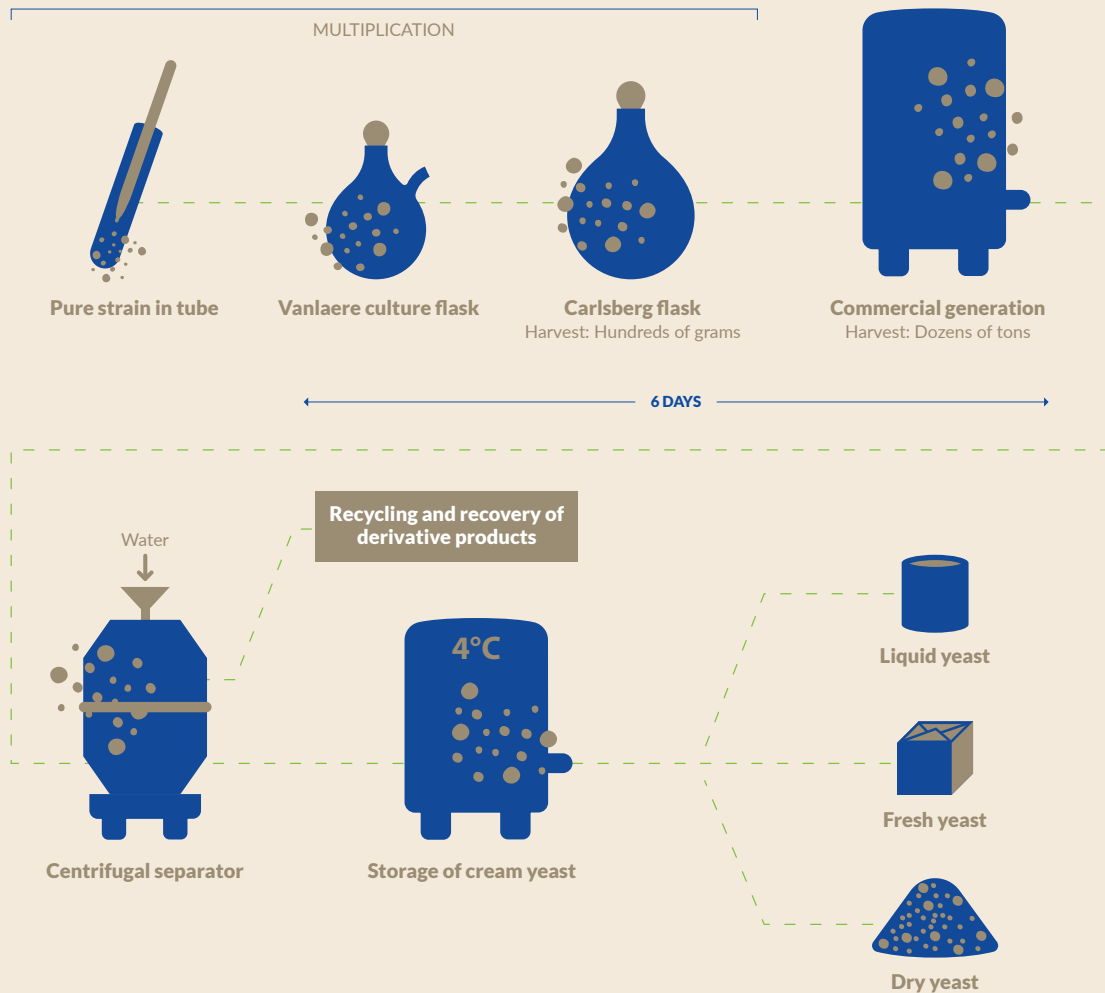 MULTIPLICATION
Pure strain in tube
Vanlaere culture flask
Carlsberg flask
Harvest: Hundreds of grams
Commercial generation
Harvest: Dozens of tons
6 DAYS
Recycling and recovery of
derivative products
Water
4°C
Liquid yeast
Fresh yeast
Centrifugal separator
Storage of cream yeast
Dry yeast